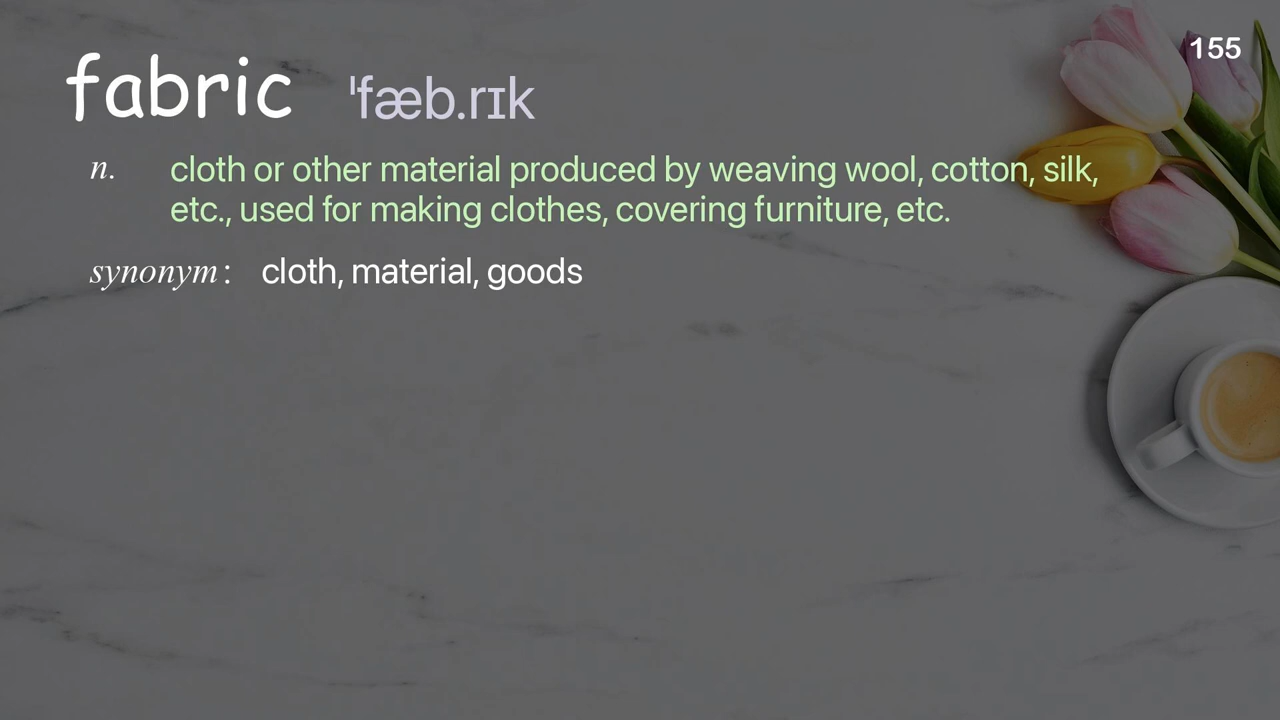 155
fabric ˈfæb.rɪk
n. cloth or other material produced by weaving wool, cotton, silk,
etc., used for making clothes, covering furniture, etc.
synonym: cloth, material, goods